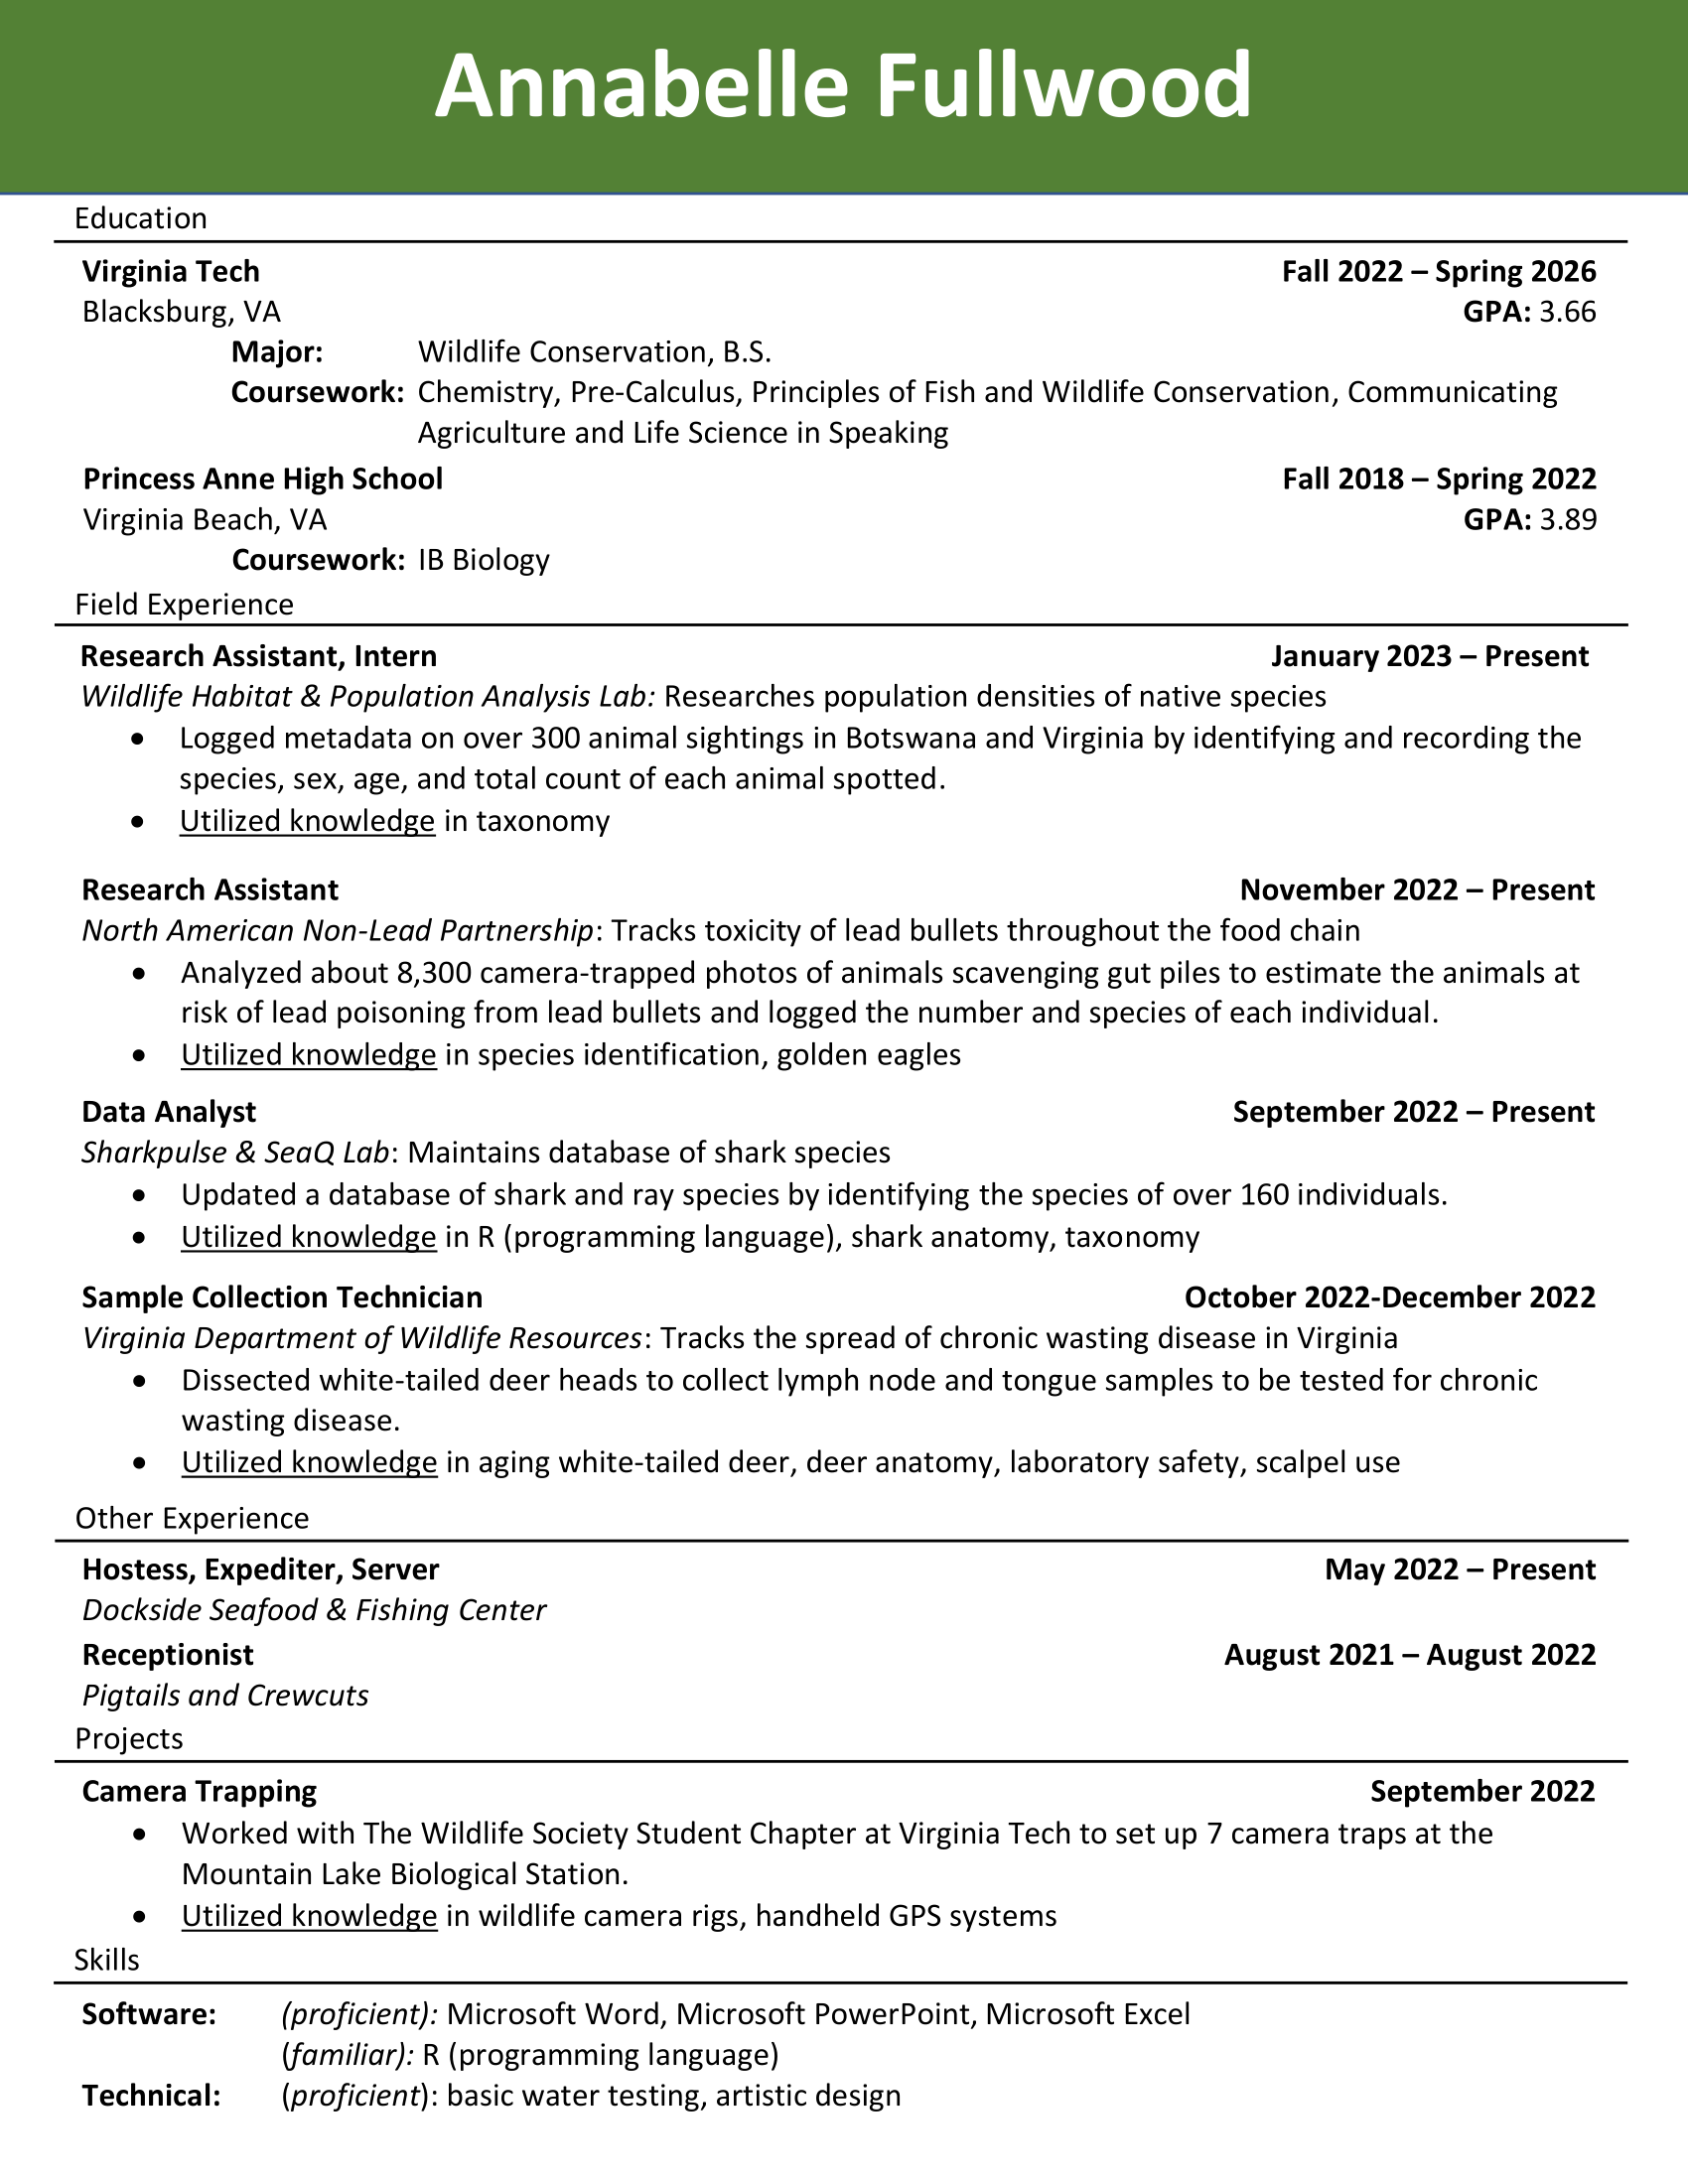 Annabelle Fullwood
Education
Virginia Tech Fall 2022 – Spring 2026
Blacksburg, VA GPA: 3.66
Major: Wildlife Conservation, B.S.
Coursework: Chemistry, Pre-Calculus, Principles of Fish and Wildlife Conservation, Communicating
Agriculture and Life Science in Speaking
Princess Anne High School Fall 2018 – Spring 2022
Virginia Beach, VA GPA: 3.89
Coursework: IB Biology
Field Experience
Research Assistant, Intern January 2023 – Present
Wildlife Habitat & Population Analysis Lab: Researches population densities of native species
• Logged metadata on over 300 animal sightings in Botswana and Virginia by identifying and recording the
species, sex, age, and total count of each animal spotted.
• Utilized knowledge in taxonomy
Research Assistant November 2022 – Present
North American Non-Lead Partnership: Tracks toxicity of lead bullets throughout the food chain
• Analyzed about 8,300 camera-trapped photos of animals scavenging gut piles to estimate the animals at
risk of lead poisoning from lead bullets and logged the number and species of each individual.
• Utilized knowledge in species identification, golden eagles
Data Analyst September 2022 – Present
Sharkpulse & SeaQ Lab: Maintains database of shark species
• Updated a database of shark and ray species by identifying the species of over 160 individuals.
• Utilized knowledge in R (programming language), shark anatomy, taxonomy
Sample Collection Technician October 2022-December 2022
Virginia Department of Wildlife Resources: Tracks the spread of chronic wasting disease in Virginia
• Dissected white-tailed deer heads to collect lymph node and tongue samples to be tested for chronic
wasting disease.
• Utilized knowledge in aging white-tailed deer, deer anatomy, laboratory safety, scalpel use
Other Experience
Hostess, Expediter, Server May 2022 – Present
Dockside Seafood & Fishing Center
Receptionist August 2021 – August 2022
Pigtails and Crewcuts
Projects
Camera Trapping September 2022
• Worked with The Wildlife Society Student Chapter at Virginia Tech to set up 7 camera traps at the
Mountain Lake Biological Station.
• Utilized knowledge in wildlife camera rigs, handheld GPS systems
Skills
Software: (proficient): Microsoft Word, Microsoft PowerPoint, Microsoft Excel
(familiar): R (programming language)
Technical: (proficient): basic water testing, artistic design